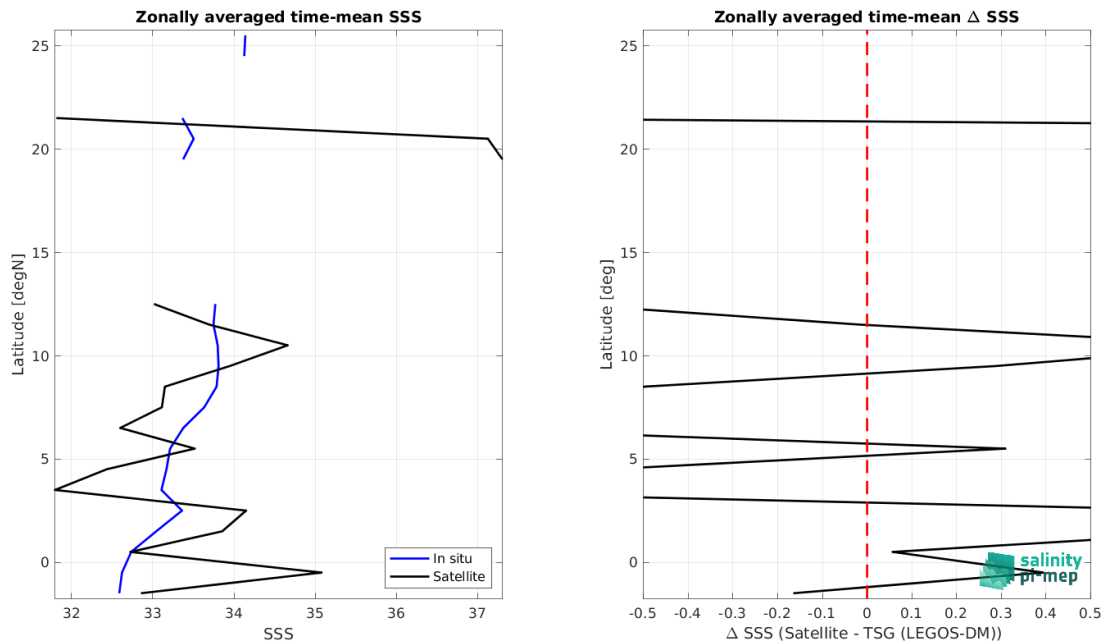 Zonally averaged time-mean SSS
25
20
15
10
5
0
Latitude [degN]
32 33 34 35 36 37
SSS
In situ
Satellite
Zonally averaged time-mean Δ SSS
25
20
15
10
5
0
Latitude [deg]
-0.5 -0.4 -0.3 -0.2 -0.1 0 0.1 0.2 0.3 0.4 0.5
Δ SSS (Satellite - TSG (LEGOS-DM))
salinity
pi-mep